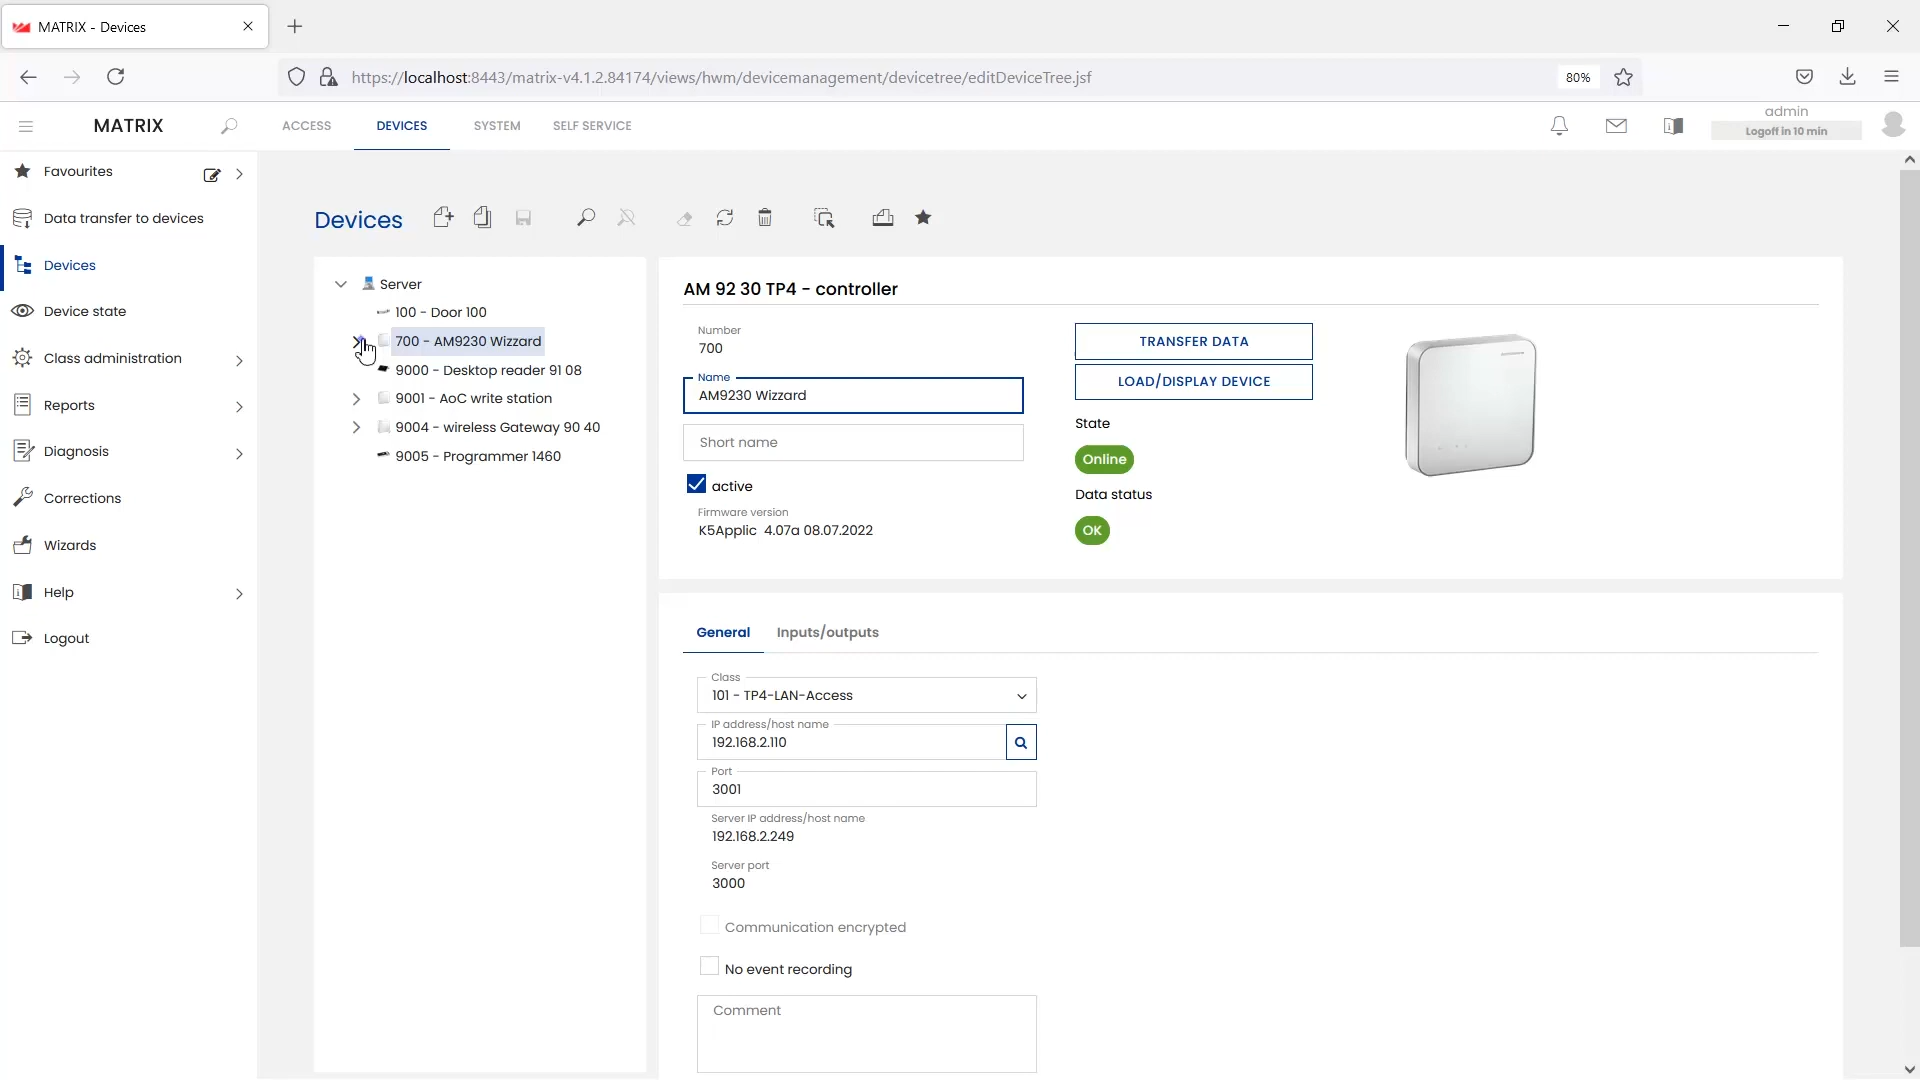 MATRIX - Devices
https://localhost:8443/matrix-v4.1.2.84174/views/hwm/devicemanagement/devicetree/editDeviceTree.jsf
80%
MATRIX
ACCESS
DEVICES
SYSTEM
SELF SERVICE
admin
Logoff in 10 min
Favourites
Data transfer to devices
Devices
Device state
Class administration
Reports
Diagnosis
Corrections
Wizards
Help
Logout
Devices
Server
100 - Door 100
700 - AM9230 Wizzard
9000 - Desktop reader 91 08
9001 - AoC write station
9004 - wireless Gateway 90 40
9005 - Programmer 1460
AM 92 30 TP4 - controller
Number
700
Name
AM9230 Wizzard
Short name
active
Firmware version
K5Applic 4.07a 08.07.2022
TRANSFER DATA
LOAD/DISPLAY DEVICE
State
Online
Data status
OK
General
Inputs/outputs
Class
101 - TP4-LAN-Access
IP address/host name
192.168.2.110
Port
3001
Server IP address/host name
192.168.2.249
Server port
3000
Communication encrypted
No event recording
Comment